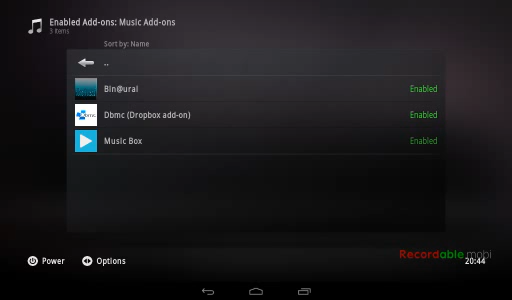 Enabled Add-ons: Music Add-ons
3 Items
Sort by: Name
..
Bin@ural
Enabled
Dbmc (Dropbox add-on)
Enabled
Music Box
Enabled
Recordable.mobi
Power
Options
20:44